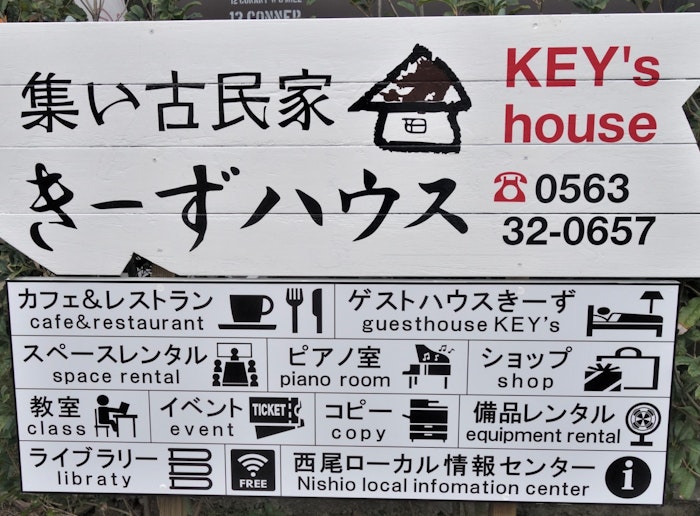 12 CONNER
集い古民家
KEY's
house
きーずハウス
0563
32-0657
カフェ&レストラン
cafe&restaurant
ゲストハウスきーず
guesthouse KEY's
スペースレンタル
space rental
ピアノ室
piano room
ショップ
shop
教室
class
イベント
event
TICKET
コピー
copy
備品レンタル
equipment rental
ライブラリー
libraty
FREE
西尾ローカル情報センター
Nishio local infomation center
i